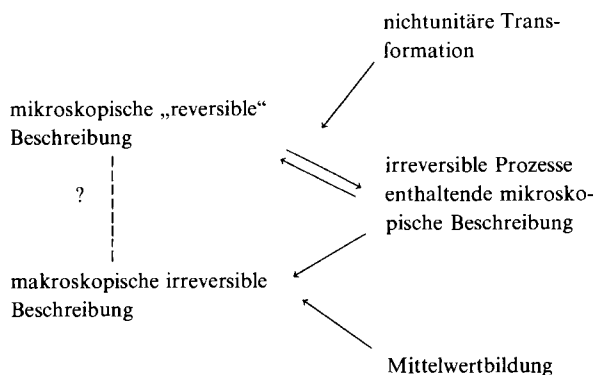 nichtunitäre Trans-
formation
mikroskopische „reversible“
Beschreibung
irreversible Prozesse
enthaltende mikrosko-
pische Beschreibung
?
makroskopische irreversible
Beschreibung
Mittelwertbildung